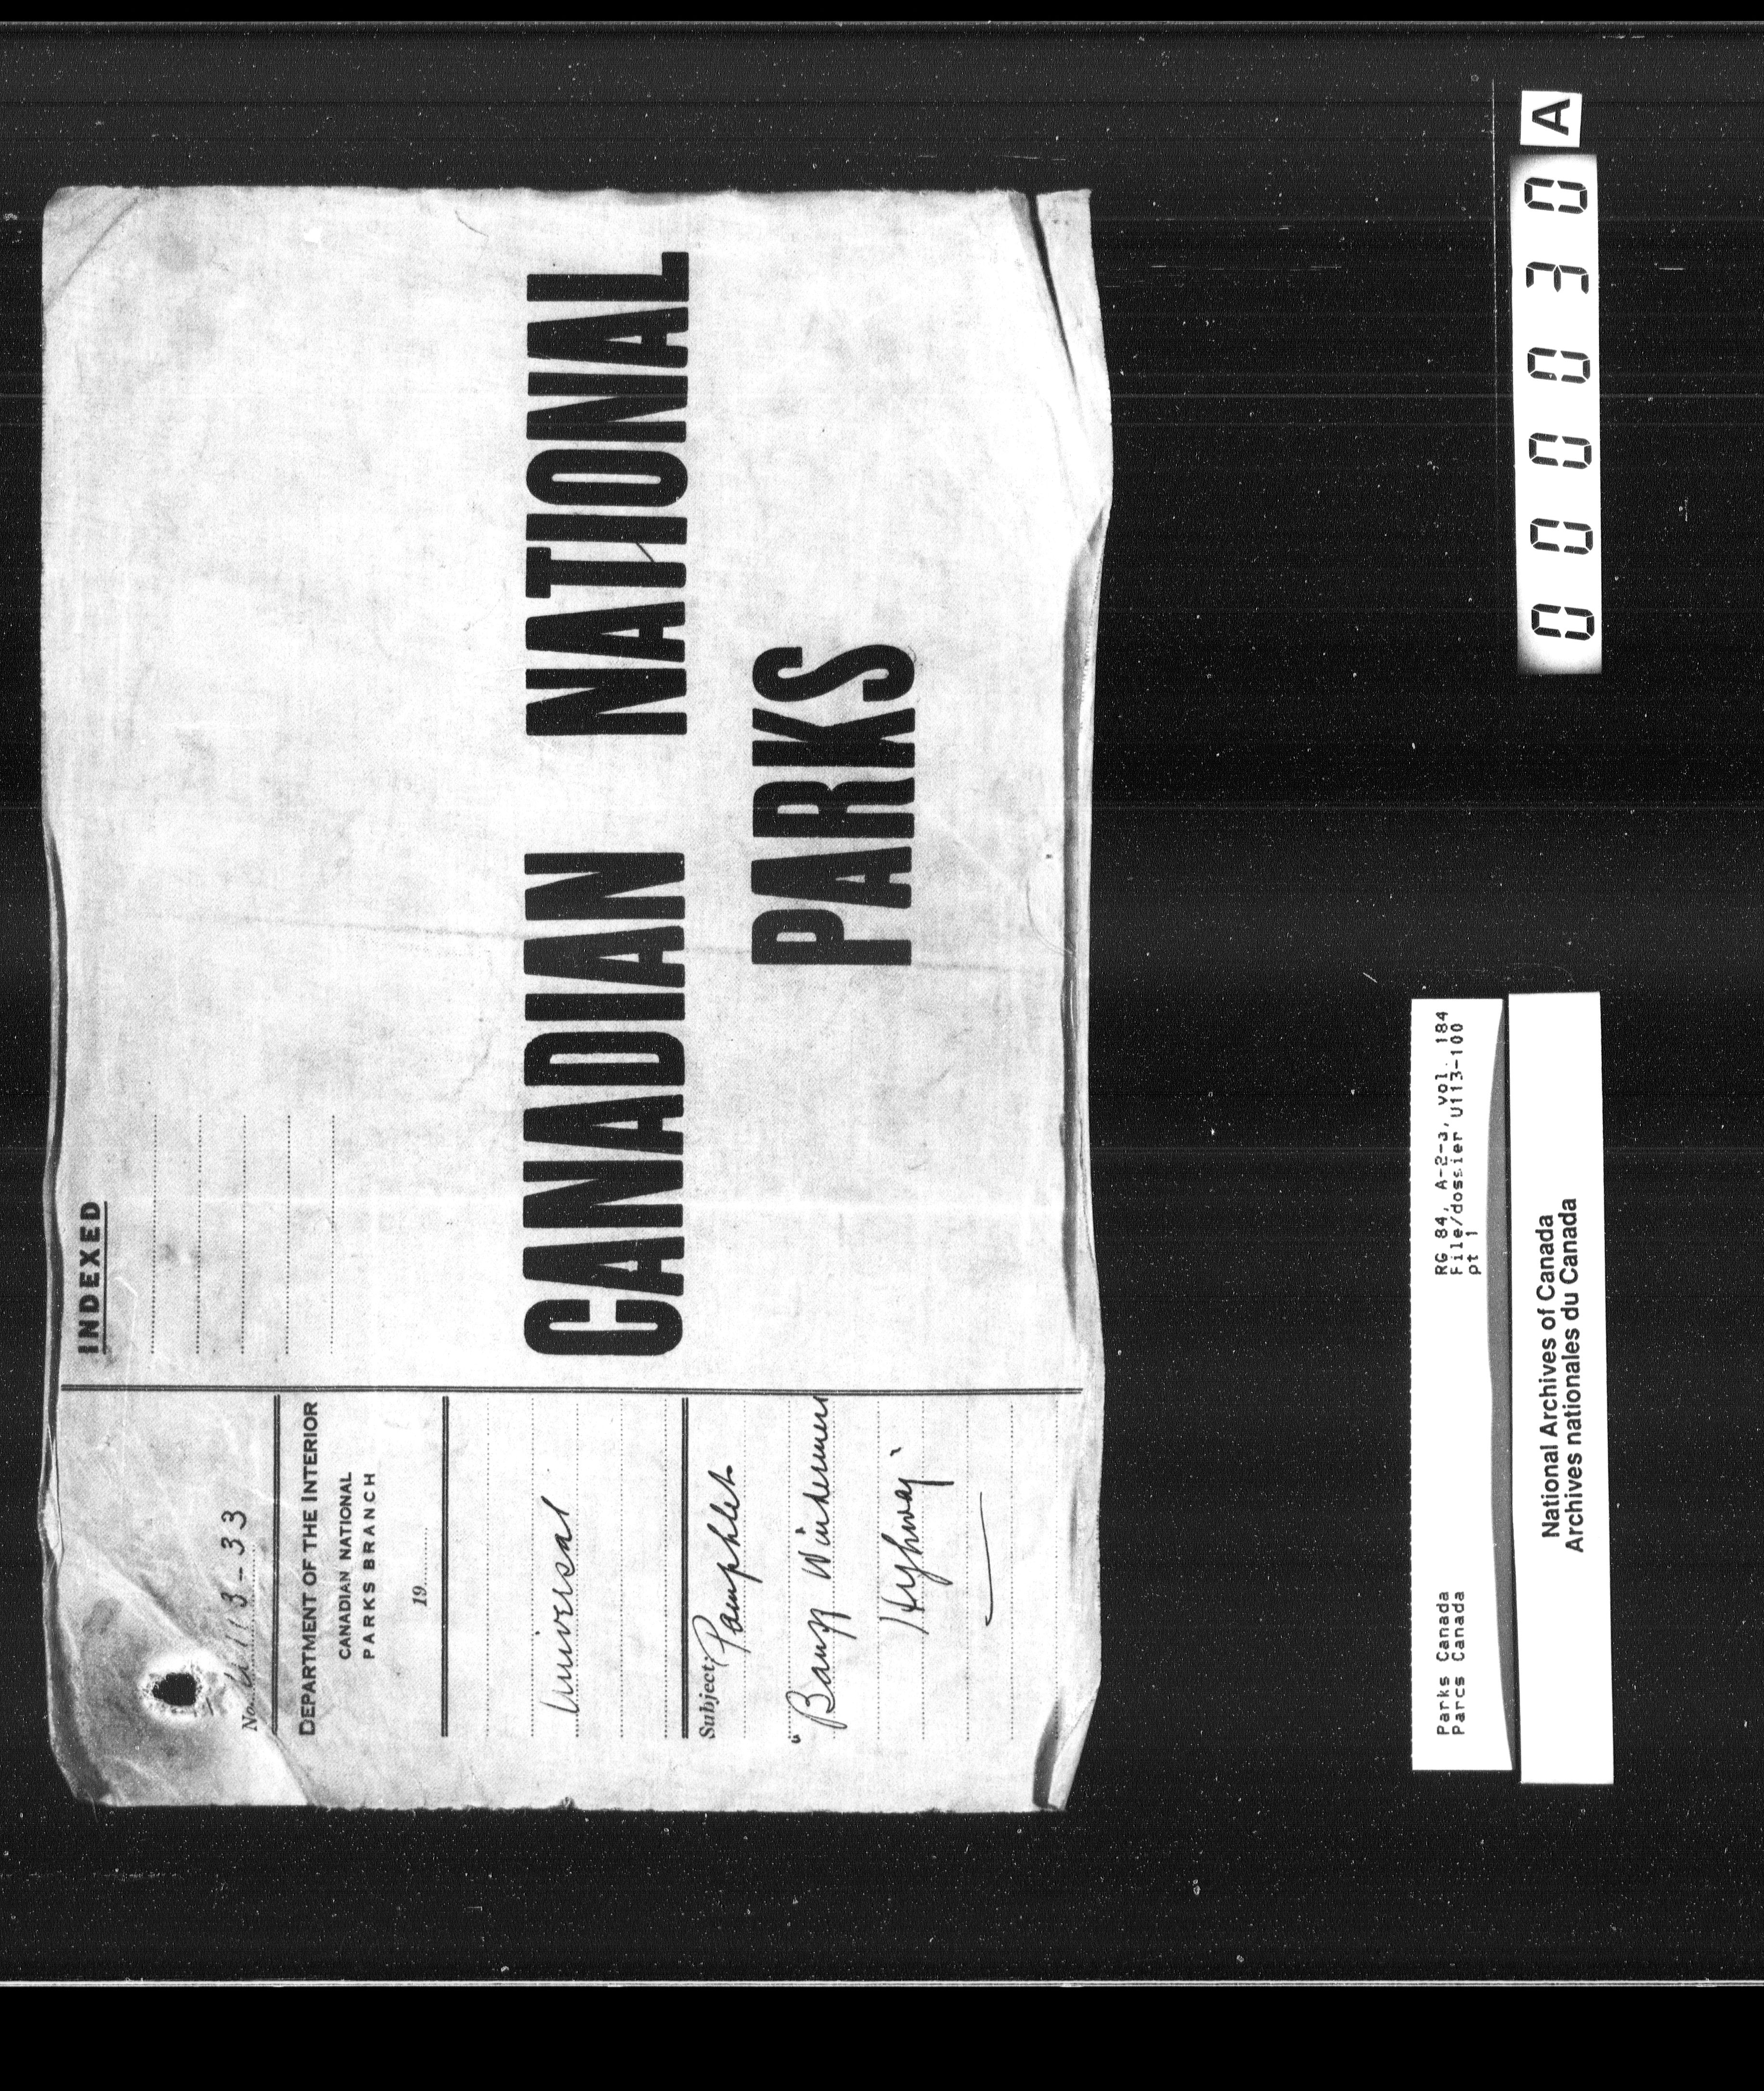 No. U113-33
DEPARTMENT OF THE INTERIOR
CANADIAN NATIONAL
PARKS BRANCH
19
Universal
Subject: Pamphlet
"Banff Windermere
Highway"
INDEXED
CANADIAN NATIONAL
PARKS
Parks Canada
Parcs Canada
RG 84, A-2-a, vol. 184
File/dossier U113-100
pt 1
National Archives of Canada
Archives nationales du Canada
000030 A